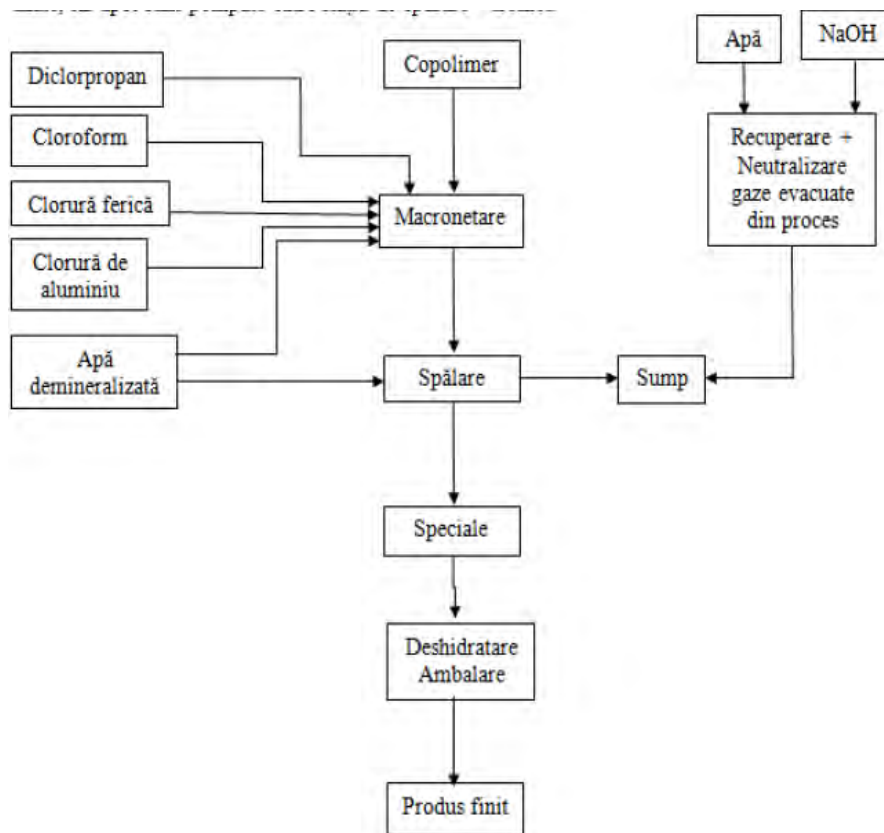 Apă
NaOH
Copolimer
Diclorpropan
Cloroform
Recuperare +
Neutralizare
gaze evacuate
din proces
Clorură ferică
Macronetare
Clorură de
aluminiu
Apă
demineralizată
Spălare
Sump
Speciale
Deshidratare
Ambalare
Produs finit